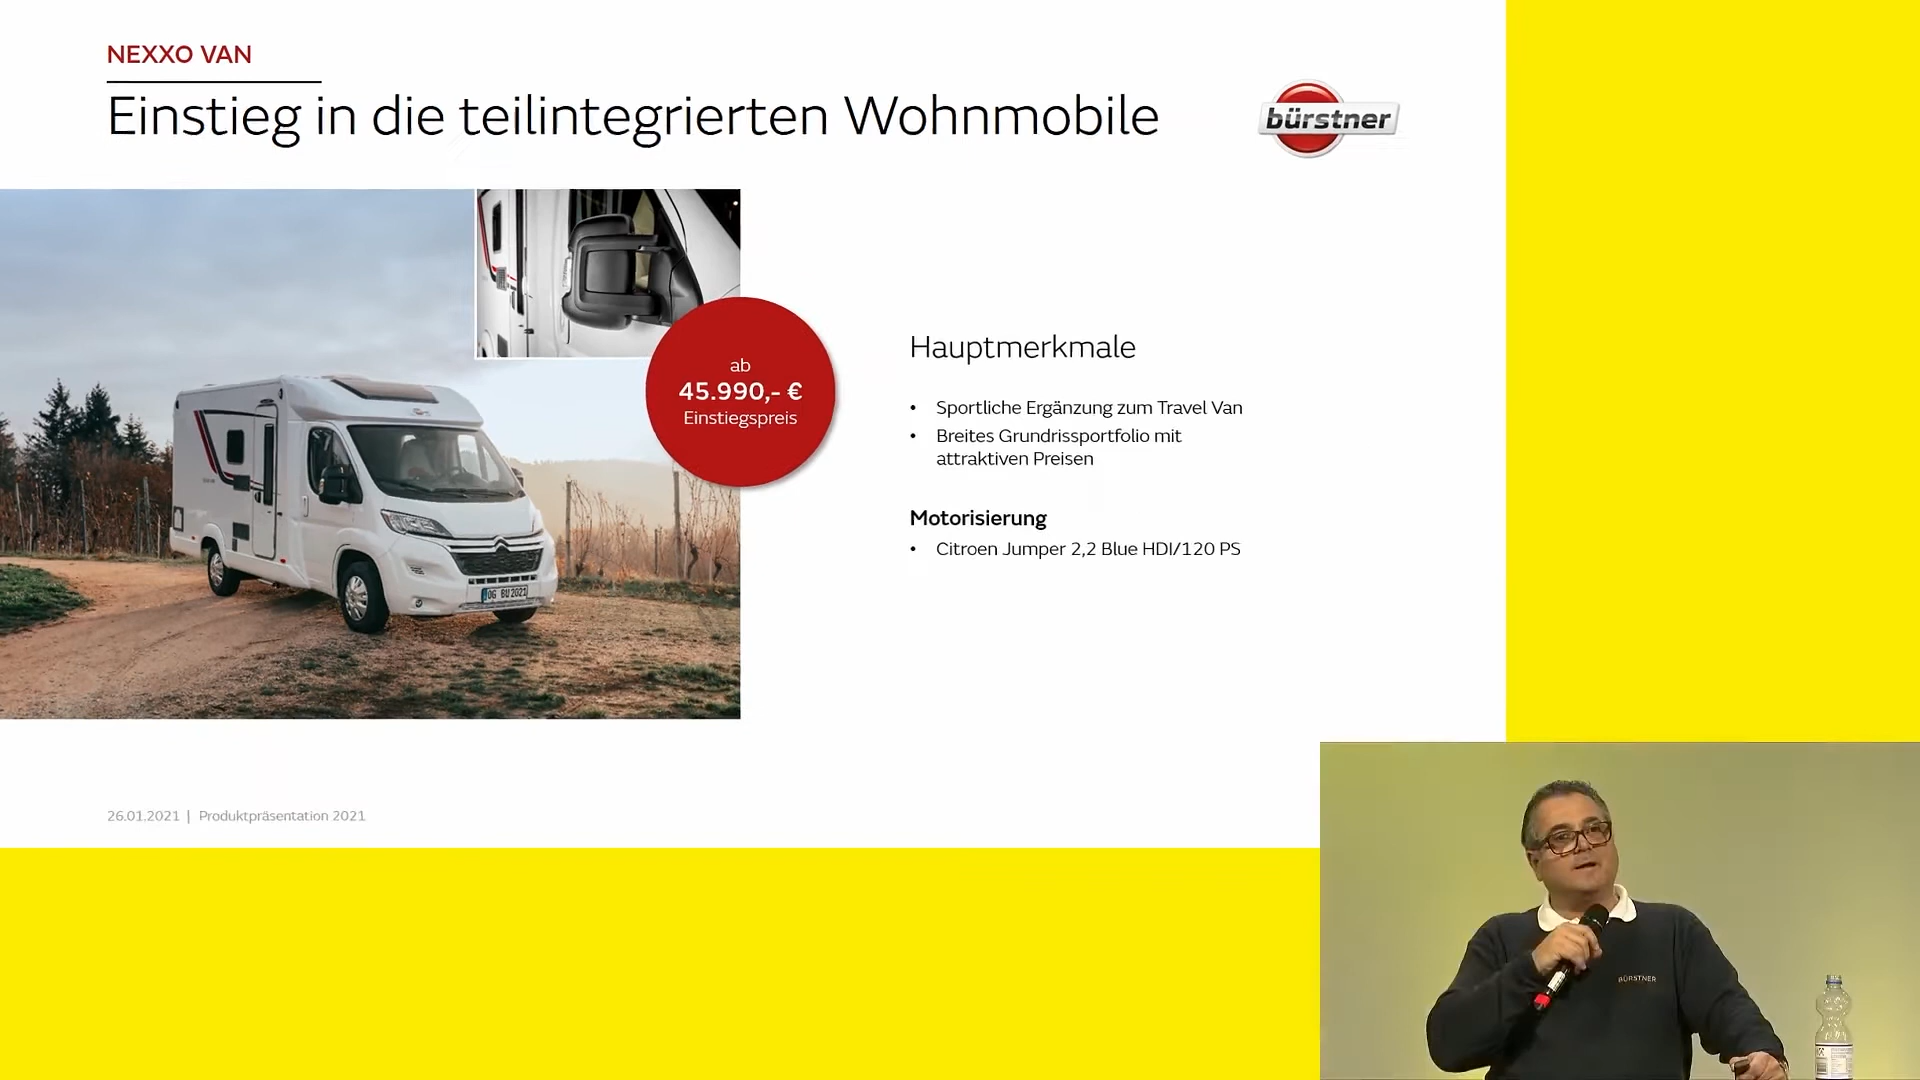 NEXXO VAN
Einstieg in die teilintegrierten Wohnmobile
bürstner
ab
45.990,- €
Einstiegspreis
Hauptmerkmale
• Sportliche Ergänzung zum Travel Van
• Breites Grundrissportfolio mit
attraktiven Preisen
Motorisierung
• Citroen Jumper 2,2 Blue HDI/120 PS
OG BU 2021
26.01.2021 | Produktpräsentation 2021
BÜRSTNER